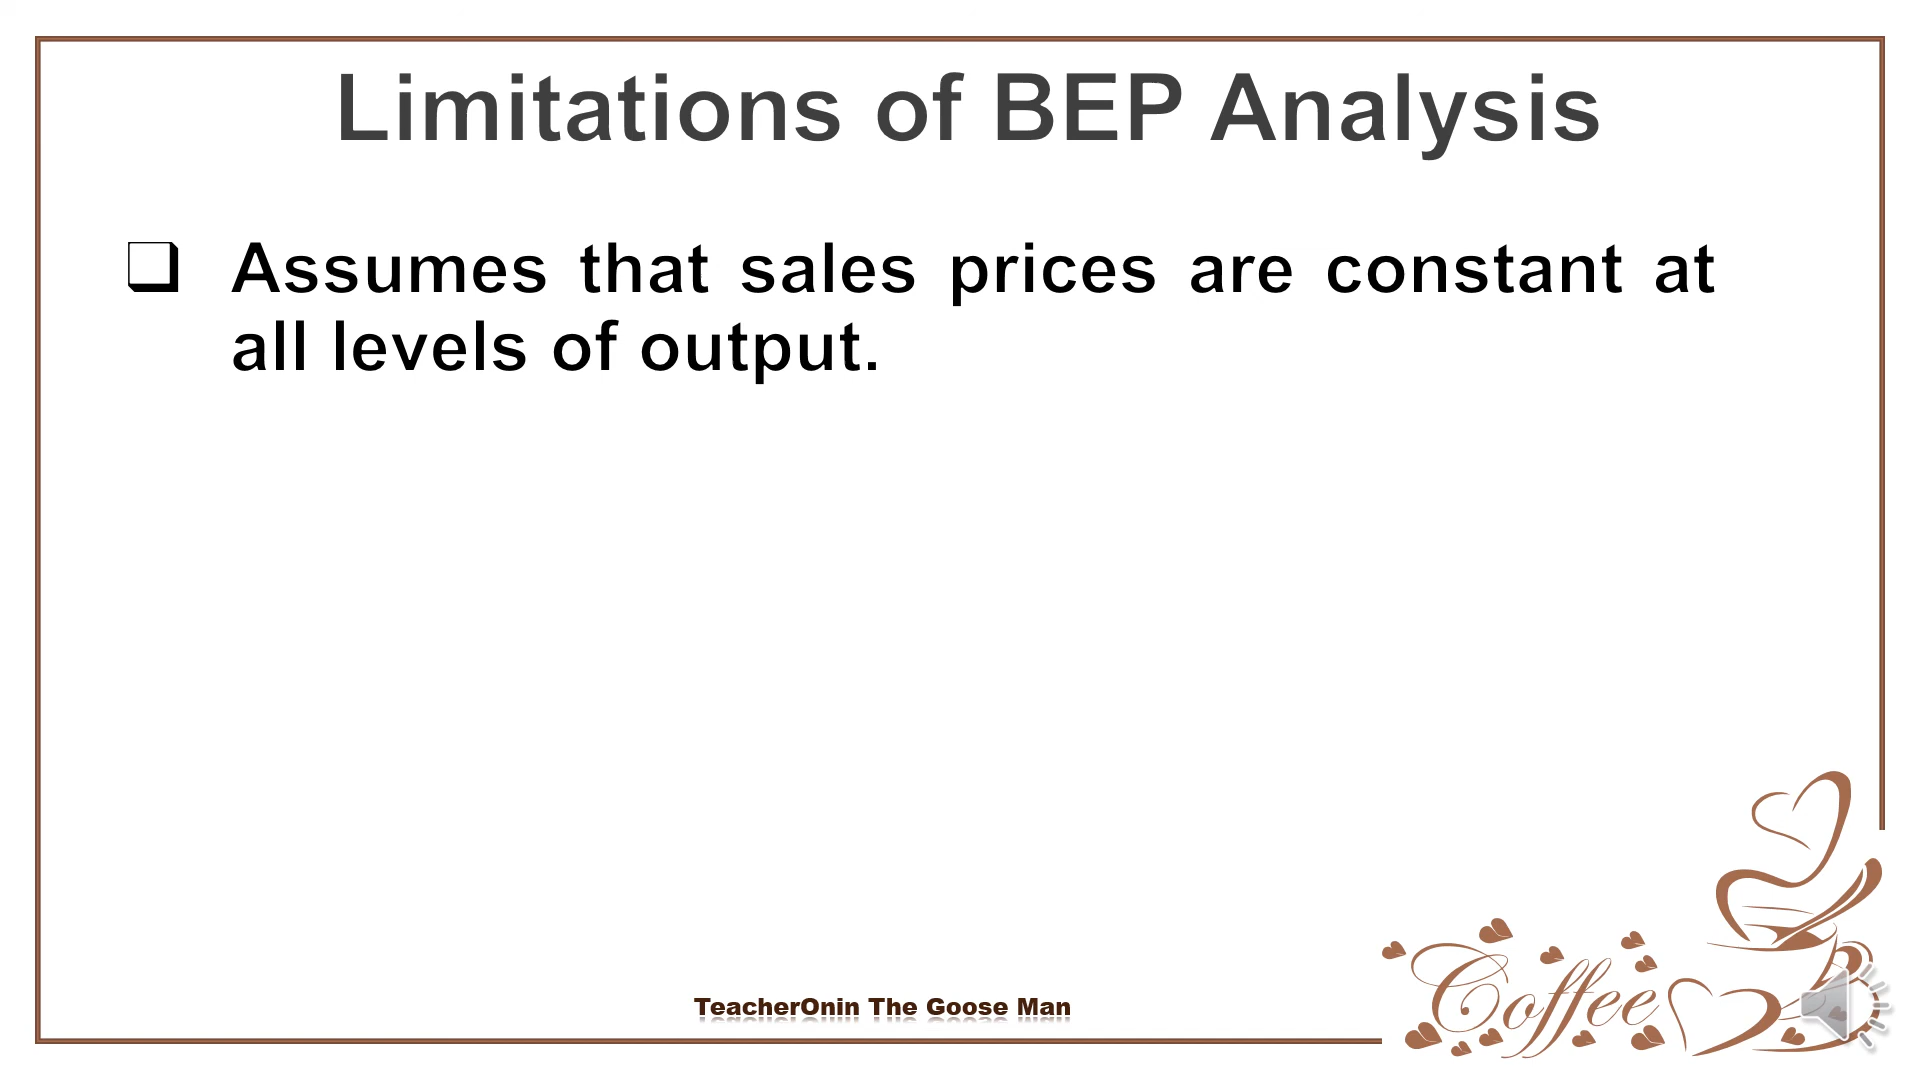 Limitations of BEP Analysis
❑ Assumes that sales prices are constant at
all levels of output.
TeacherOnin The Goose Man
Coffee